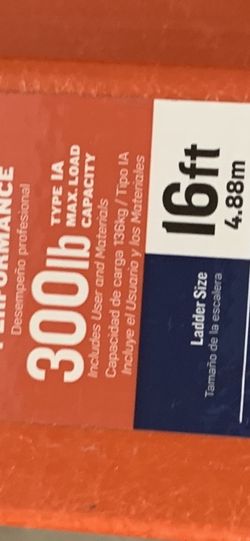 Desempeño profesional
300lb TYPE IA
MAX. LOAD
CAPACITY
Includes User and Materials
Capacidad de carga 136kg / Tipo IA
Incluye el Usuario y los Materiales
Ladder Size
Tamaño de la escalera
16ft
4.88m